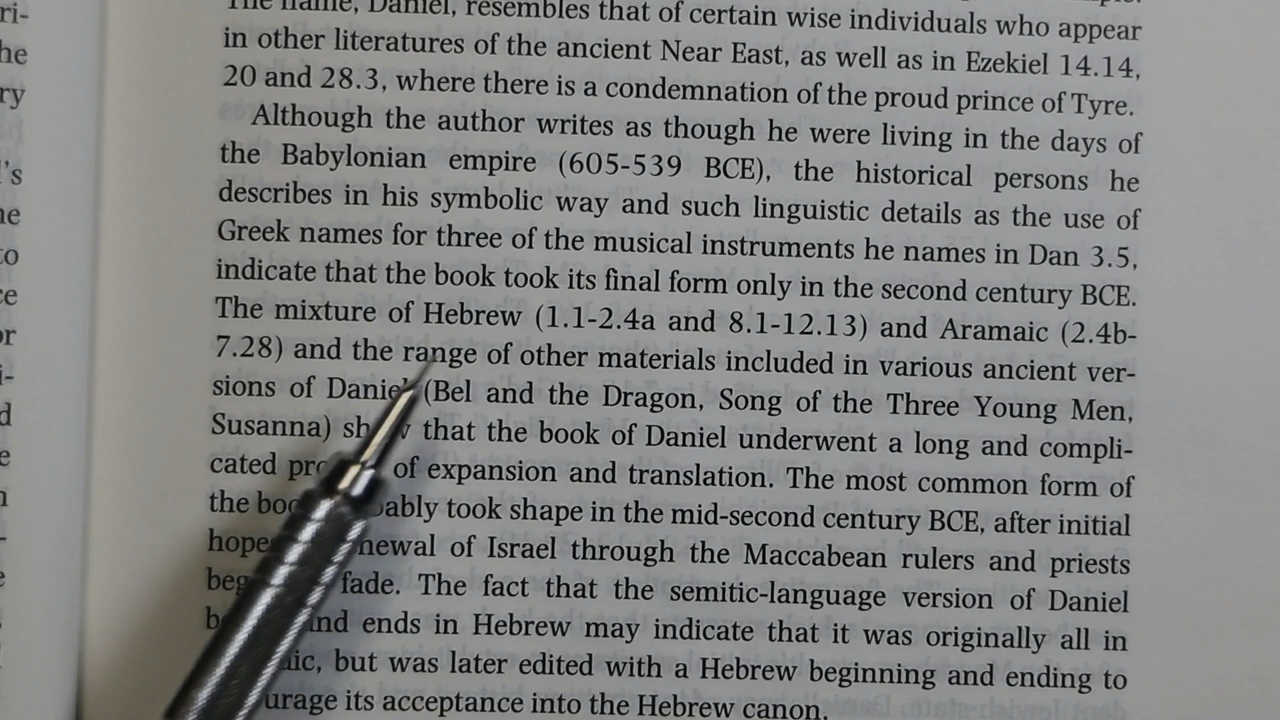 The name, Daniel, resembles that of certain wise individuals who appear
in other literatures of the ancient Near East, as well as in Ezekiel 14.14,
20 and 28.3, where there is a condemnation of the proud prince of Tyre.
Although the author writes as though he were living in the days of
the Babylonian empire (605-539 BCE), the historical persons he
describes in his symbolic way and such linguistic details as the use of
Greek names for three of the musical instruments he names in Dan 3.5,
indicate that the book took its final form only in the second century BCE.
The mixture of Hebrew (1.1-2.4a and 8.1-12.13) and Aramaic (2.4b-
7.28) and the range of other materials included in various ancient ver-
sions of Daniel (Bel and the Dragon, Song of the Three Young Men,
Susanna) show that the book of Daniel underwent a long and compli-
cated of expansion and translation. The most common form of
the took shape in the mid-second century BCE, after initial
of Israel through the Maccabean rulers and priests
fade. The fact that the semitic-language version of Daniel
and ends in Hebrew may indicate that it was originally all in
but was later edited with a Hebrew beginning and ending to
its acceptance into the Hebrew canon.